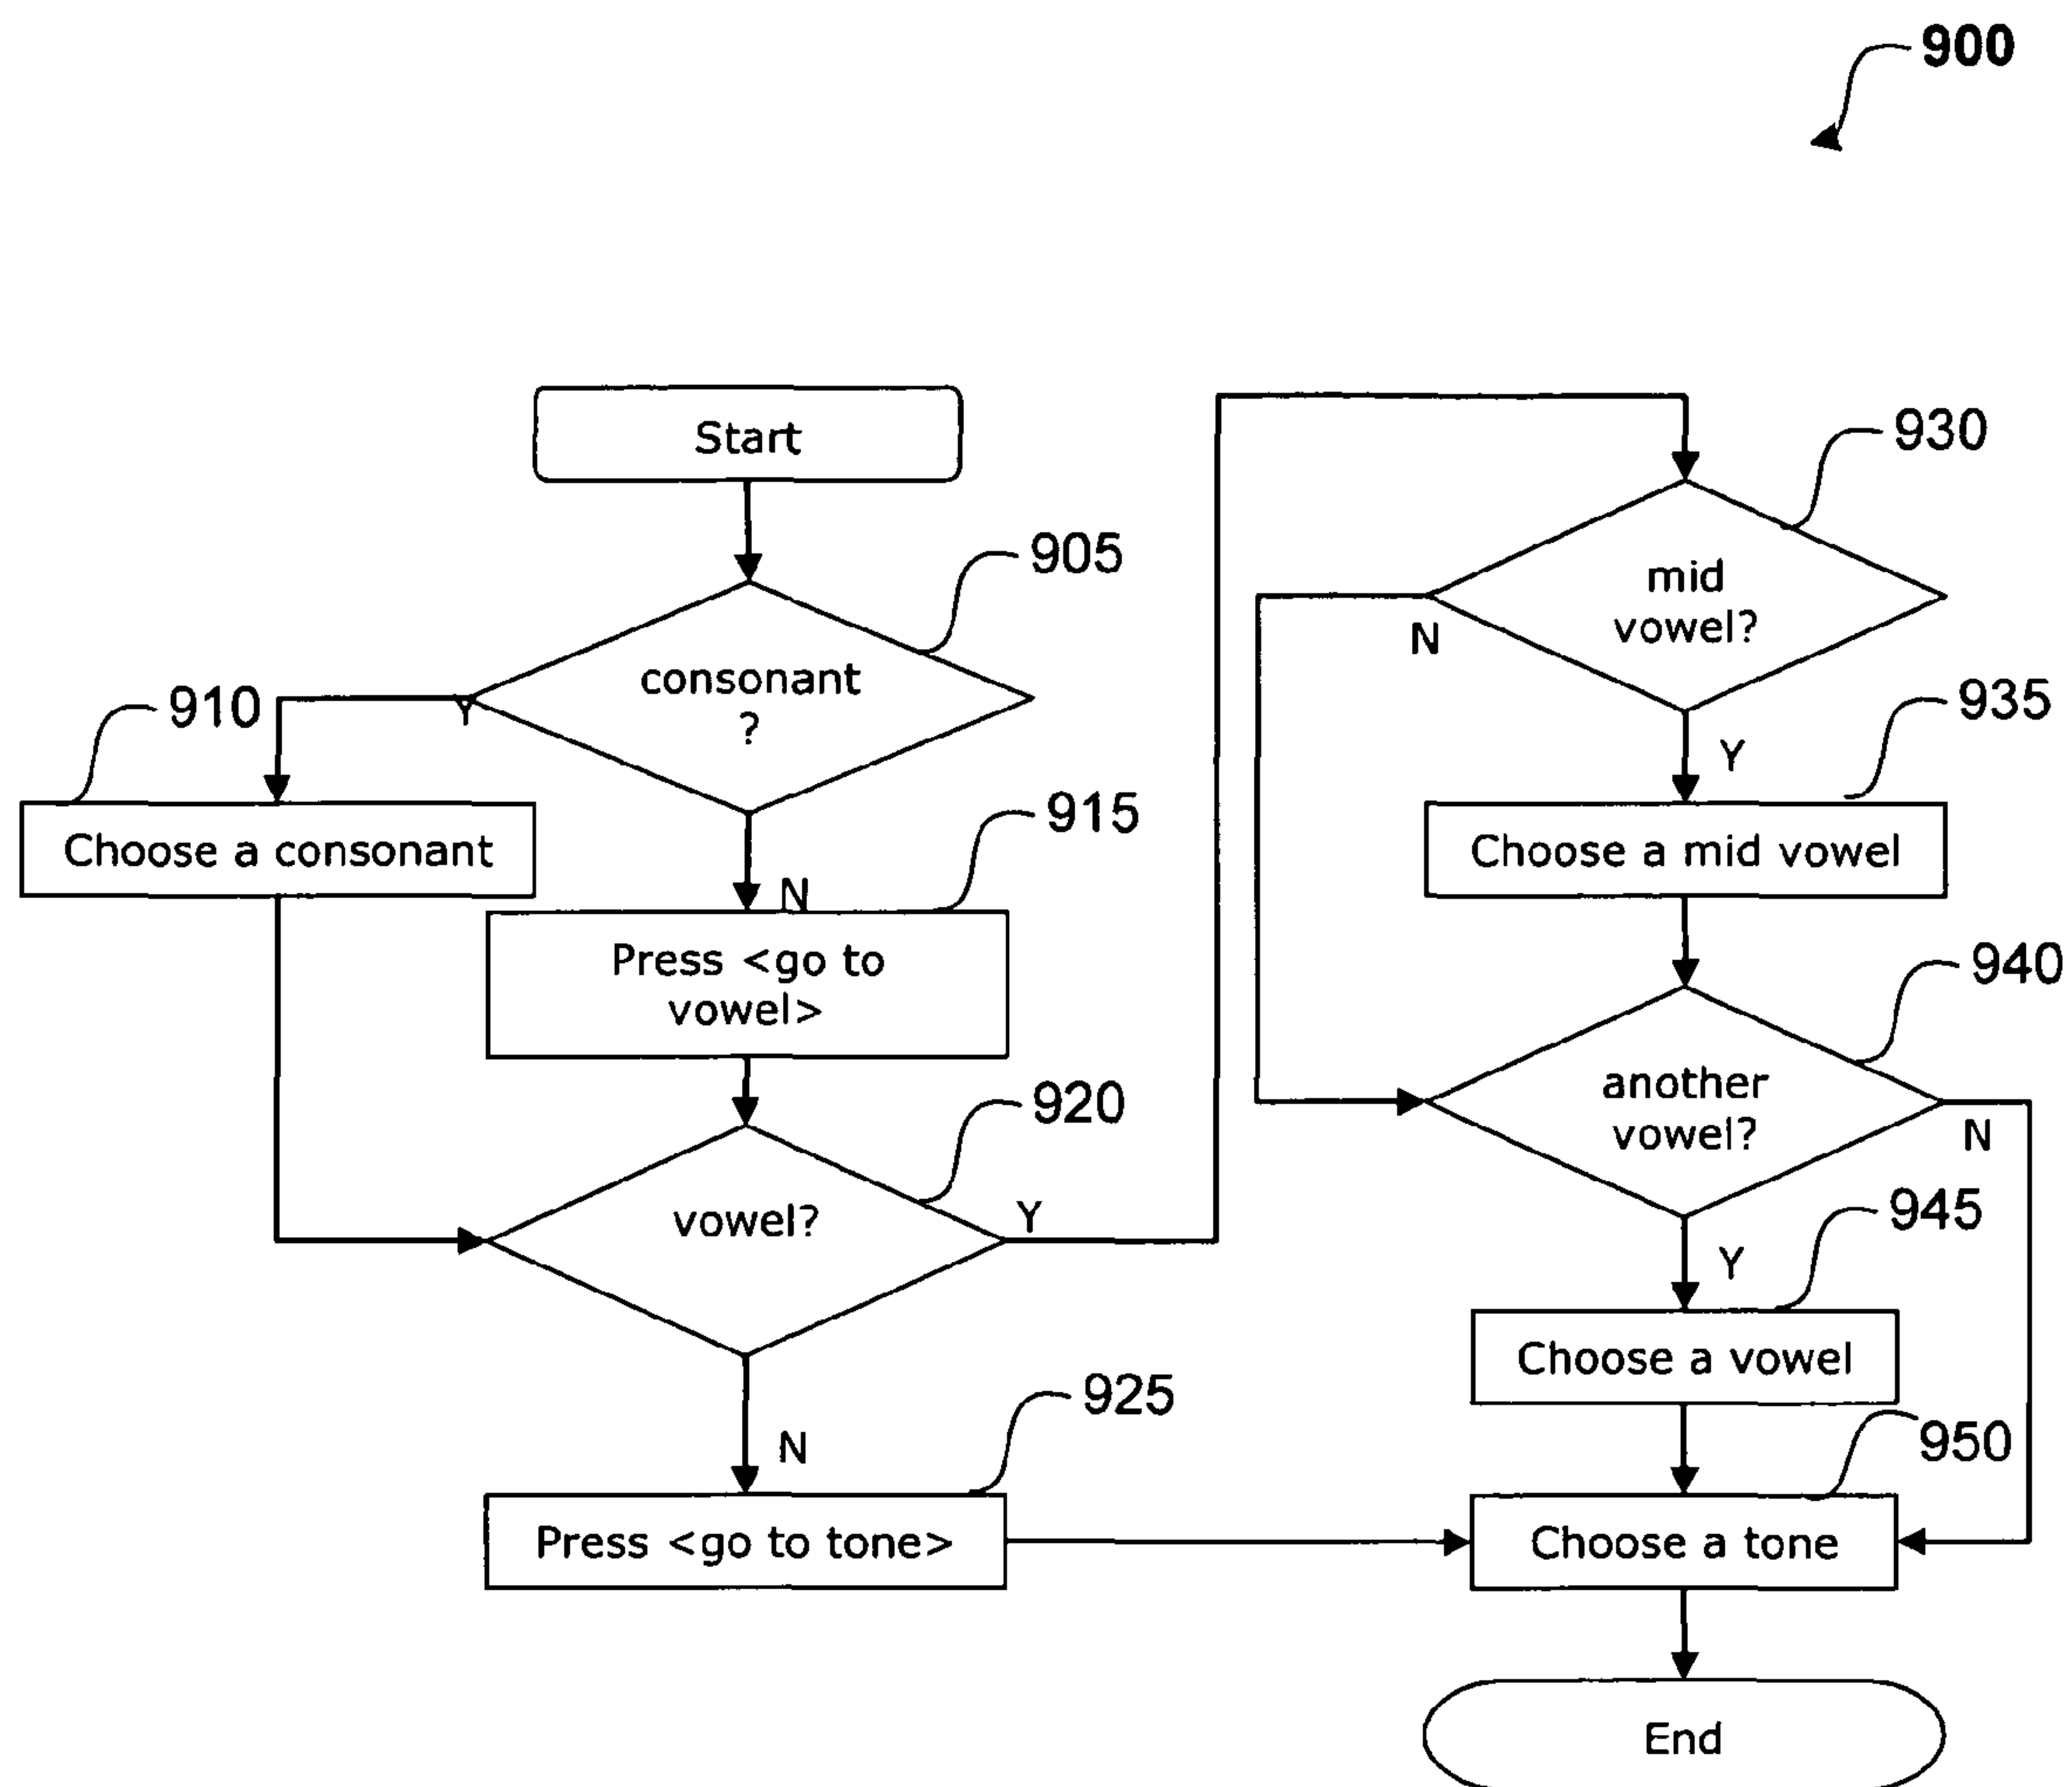 900
Start
905
consonant
?
Y
910
Choose a consonant
N
915
Press <go to
vowel>
920
vowel?
Y
N
925
Press <go to tone>
930
mid
vowel?
N
Y
935
Choose a mid vowel
940
another
vowel?
N
Y
945
Choose a vowel
950
Choose a tone
End